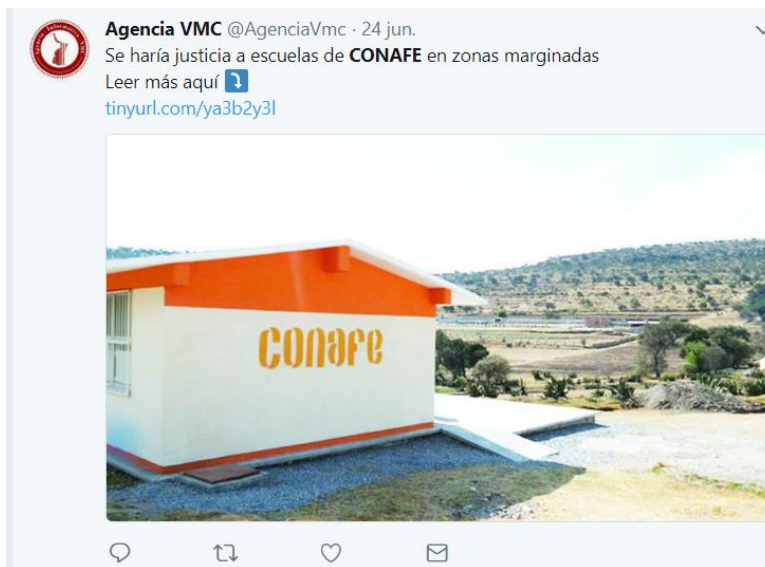 Agencia VMC @AgenciaVmc · 24 jun.
Se haría justicia a escuelas de CONAFE en zonas marginadas
Leer más aquí ⤵
tinyurl.com/ya3b2y3l
conafe